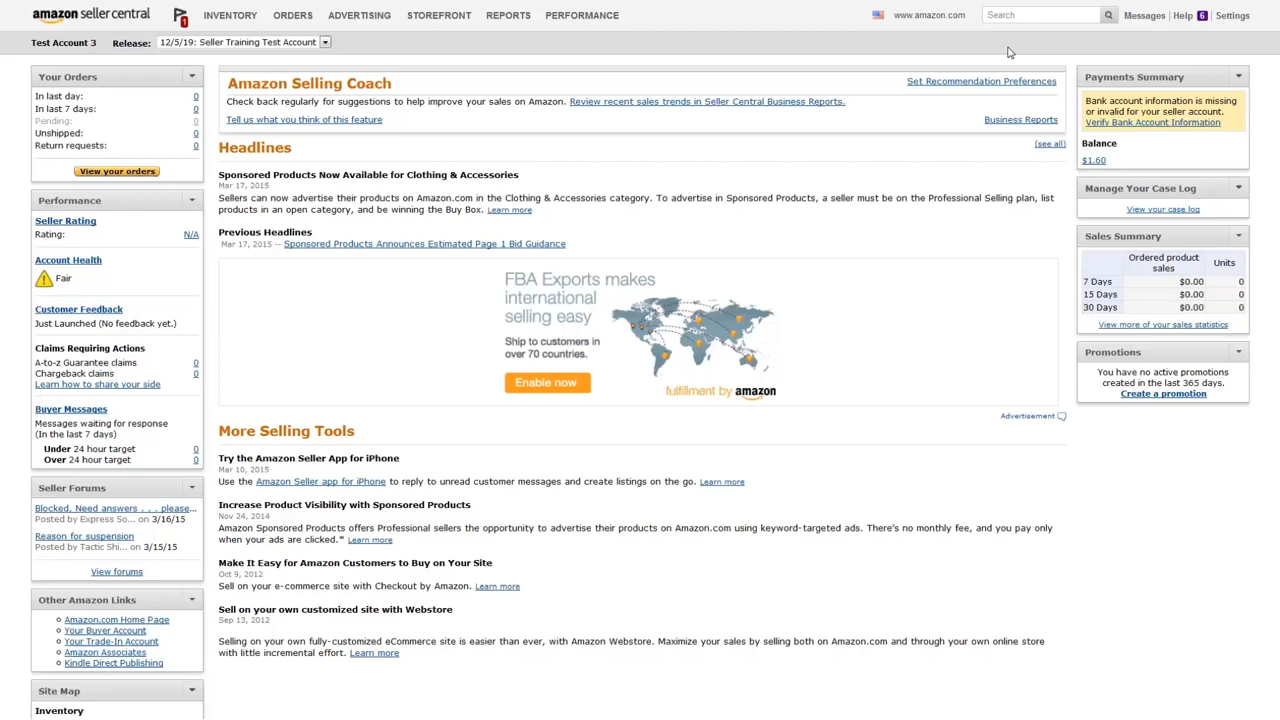 amazon seller central
1
INVENTORY
ORDERS
ADVERTISING
STOREFRONT
REPORTS
PERFORMANCE
www.amazon.com
Search
Messages
Help
6
Settings
Test Account 3
Release:
12/5/19: Seller Training Test Account
Your Orders
In last day: 0
In last 7 days: 0
Pending: 0
Unshipped: 0
Return requests: 0
View your orders
Performance
Seller Rating
Rating: N/A
Account Health
Fair
Customer Feedback
Just Launched (No feedback yet.)
Claims Requiring Actions
A-to-z Guarantee claims 0
Chargeback claims 0
Learn how to share your side
Buyer Messages
Messages waiting for response
(In the last 7 days)
Under 24 hour target 0
Over 24 hour target 0
Seller Forums
Blocked, Need answers . . . please...
Posted by Express So... on 3/16/15
Reason for suspension
Posted by Tactic Shi... on 3/15/15
View forums
Other Amazon Links
Amazon.com Home Page
Your Buyer Account
Your Trade-In Account
Amazon Associates
Kindle Direct Publishing
Site Map
Inventory
Amazon Selling Coach
Set Recommendation Preferences
Check back regularly for suggestions to help improve your sales on Amazon. Review recent sales trends in Seller Central Business Reports.
Tell us what you think of this feature
Business Reports
Headlines
(see all)
Sponsored Products Now Available for Clothing & Accessories
Mar 17, 2015
Sellers can now advertise their products on Amazon.com in the Clothing & Accessories category. To advertise in Sponsored Products, a seller must be on the Professional Selling plan, list
products in an open category, and be winning the Buy Box. Learn more
Previous Headlines
Mar 17, 2015 -- Sponsored Products Announces Estimated Page 1 Bid Guidance
FBA Exports makes
international
selling easy
Ship to customers in
over 70 countries.
Enable now
fulfillment by amazon
Advertisement
More Selling Tools
Try the Amazon Seller App for iPhone
Mar 10, 2015
Use the Amazon Seller app for iPhone to reply to unread customer messages and create listings on the go. Learn more
Increase Product Visibility with Sponsored Products
Nov 24, 2014
Amazon Sponsored Products offers Professional sellers the opportunity to advertise their products on Amazon.com using keyword-targeted ads. There's no monthly fee, and you pay only
when your ads are clicked.* Learn more
Make It Easy for Amazon Customers to Buy on Your Site
Oct 9, 2012
Sell on your e-commerce site with Checkout by Amazon. Learn more
Sell on your own customized site with Webstore
Sep 13, 2012
Selling on your own fully-customized eCommerce site is easier than ever, with Amazon Webstore. Maximize your sales by selling both on Amazon.com and through your own online store
with little incremental effort. Learn more
Payments Summary
Bank account information is missing
or invalid for your seller account.
Verify Bank Account Information
Balance
$1.60
Manage Your Case Log
View your case log
Sales Summary
Ordered product
sales
Units
7 Days $0.00 0
15 Days $0.00 0
30 Days $0.00 0
View more of your sales statistics
Promotions
You have no active promotions
created in the last 365 days.
Create a promotion